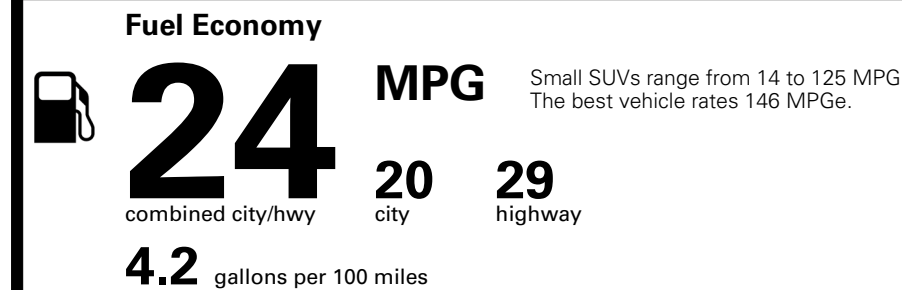 Fuel Economy
24 MPG
Small SUVs range from 14 to 125 MPG
The best vehicle rates 146 MPGe.
20 29
combined city/hwy city highway
4.2 gallons per 100 miles